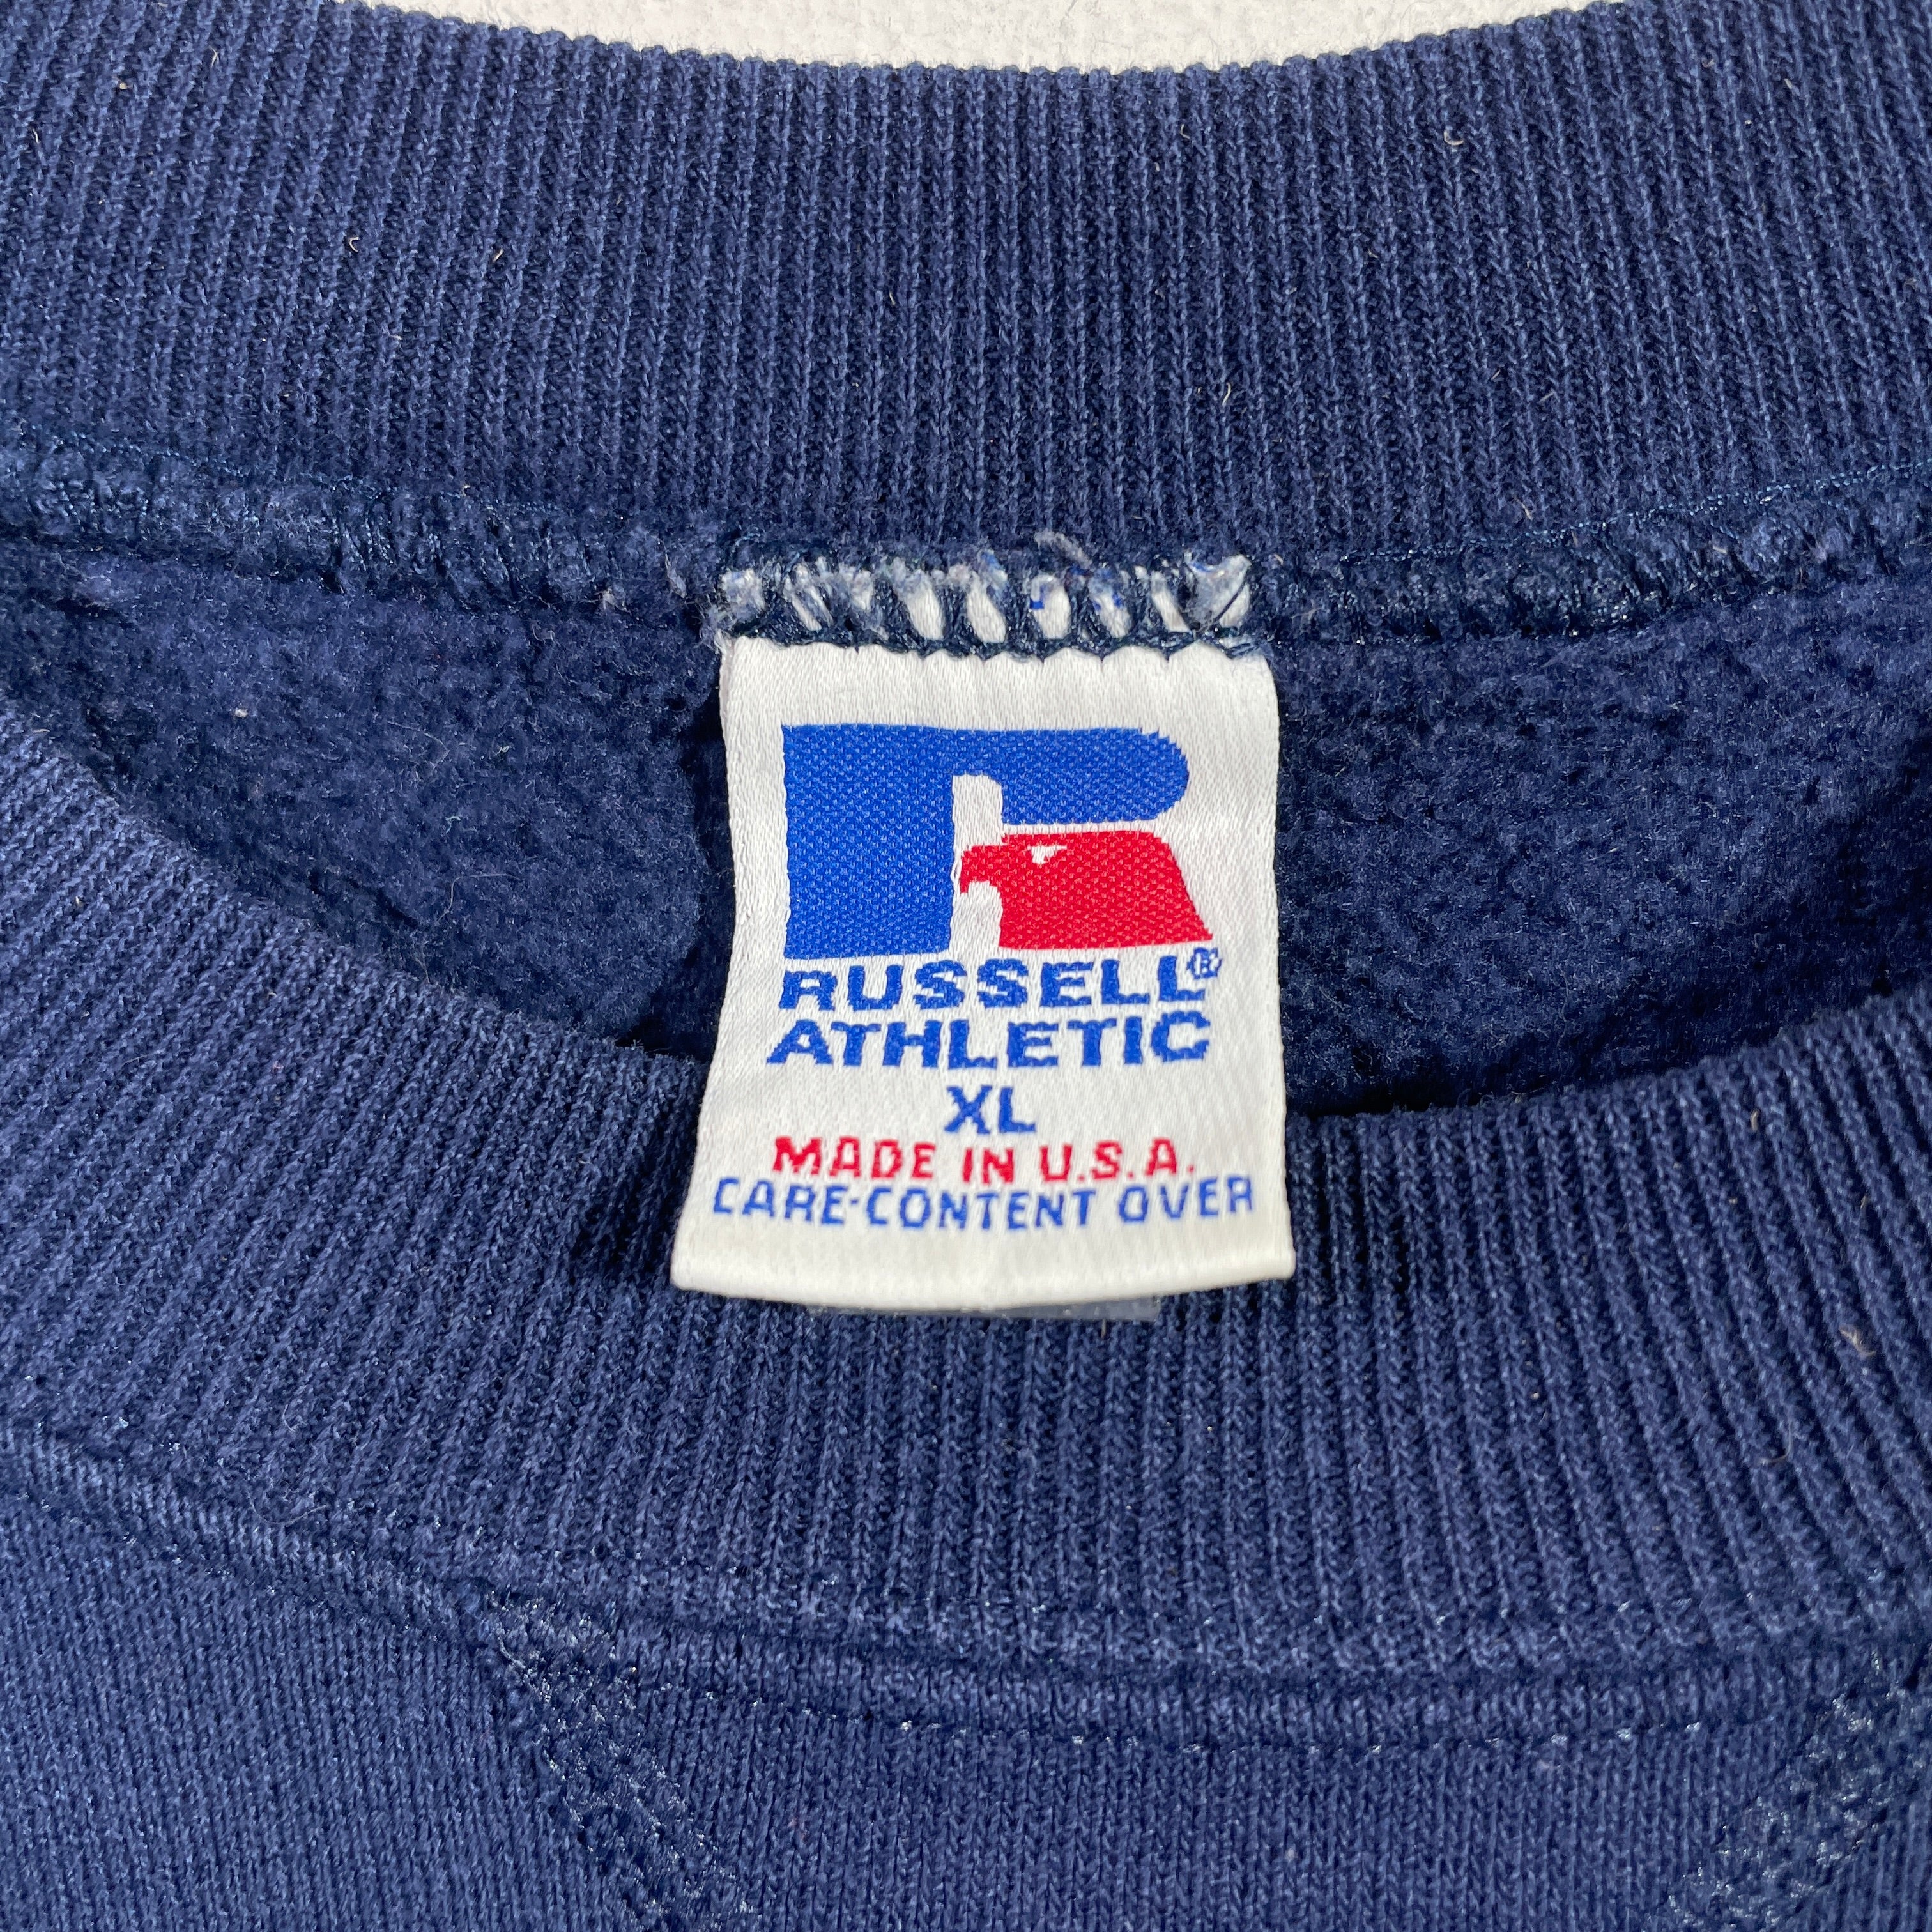 RUSSELL®
ATHLETIC
XL
MADE IN U.S.A.
CARE-CONTENT OVER